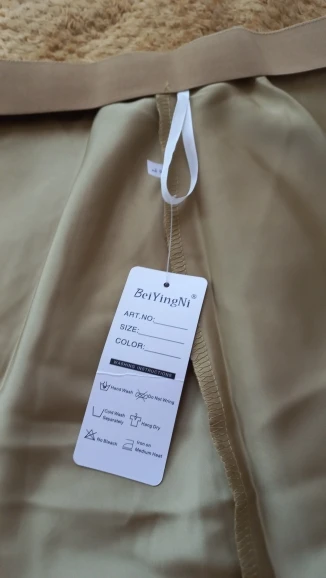 BeiYingNi®
ART.NO:
SIZE:
COLOR:
WASHING INSTRUCTIONS
Hand Wash Do Not Wring
Cold Wash Separately Hang Dry
No Bleach Iron on Medium Heat